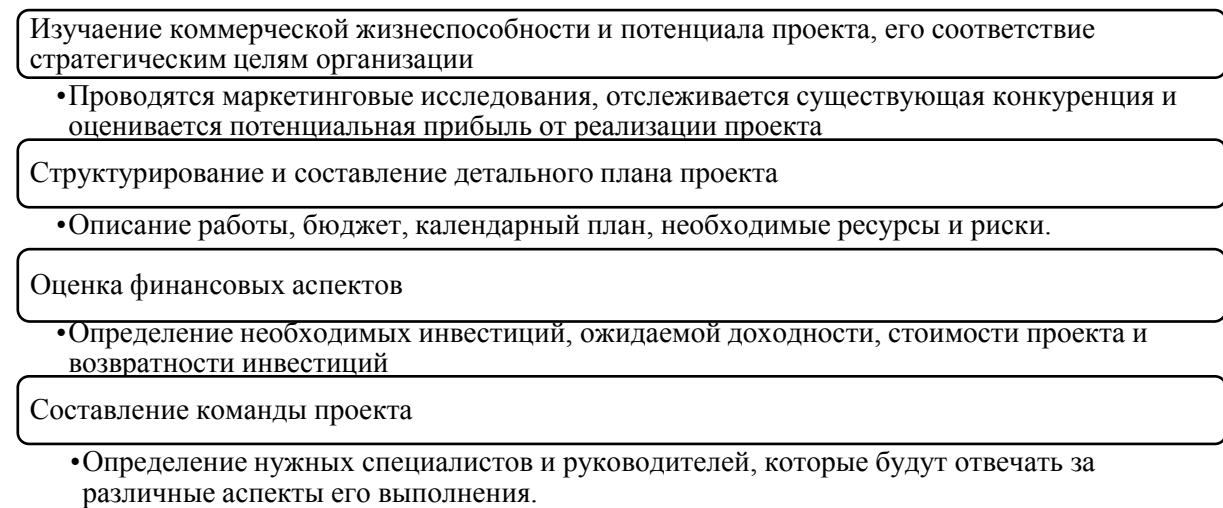 Изучаение коммерческой жизнеспособности и потенциала проекта, его соответствие
стратегическим целям организации
•Проводятся маркетинговые исследования, отслеживается существующая конкуренция и
оценивается потенциальная прибыль от реализации проекта
Структурирование и составление детального плана проекта
•Описание работы, бюджет, календарный план, необходимые ресурсы и риски.
Оценка финансовых аспектов
•Определение необходимых инвестиций, ожидаемой доходности, стоимости проекта и
возвратности инвестиций
Составление команды проекта
•Определение нужных специалистов и руководителей, которые будут отвечать за
различные аспекты его выполнения.